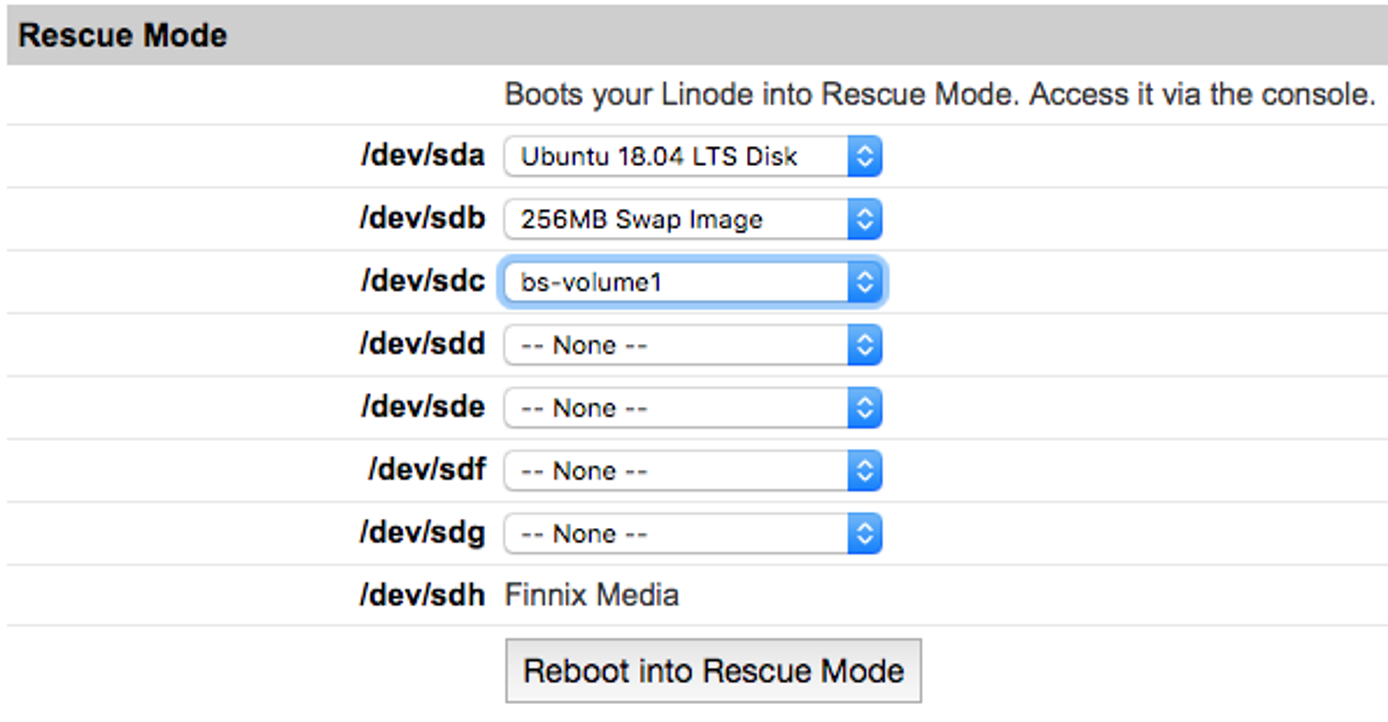 Rescue Mode
Boots your Linode into Rescue Mode. Access it via the console.
/dev/sda Ubuntu 18.04 LTS Disk
/dev/sdb 256MB Swap Image
/dev/sdc bs-volume1
/dev/sdd -- None --
/dev/sde -- None --
/dev/sdf -- None --
/dev/sdg -- None --
/dev/sdh Finnix Media
Reboot into Rescue Mode